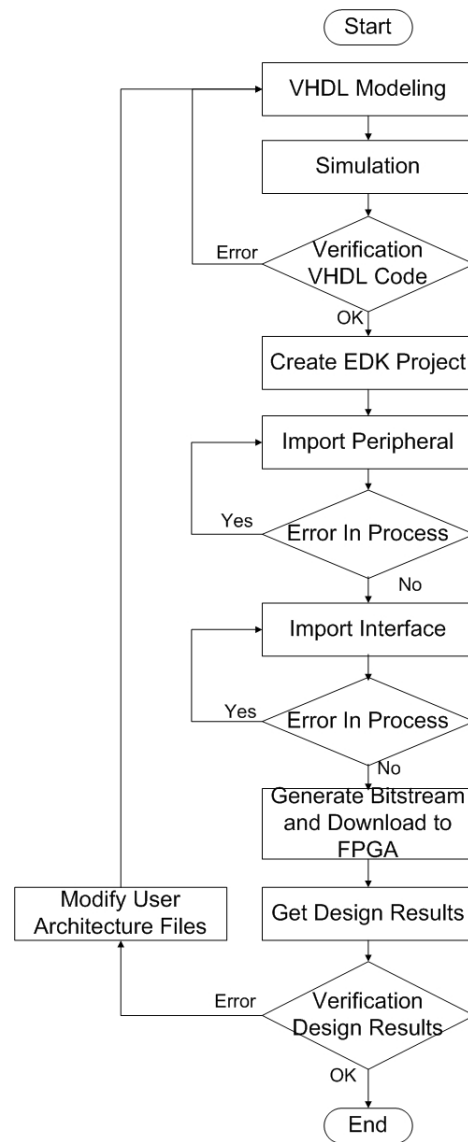 Start
VHDL Modeling
Simulation
Error
Verification
VHDL Code
OK
Create EDK Project
Import Peripheral
Yes
Error In Process
No
Import Interface
Yes
Error In Process
No
Generate Bitstream
and Download to
FPGA
Modify User
Architecture Files
Get Design Results
Error
Verification
Design Results
OK
End